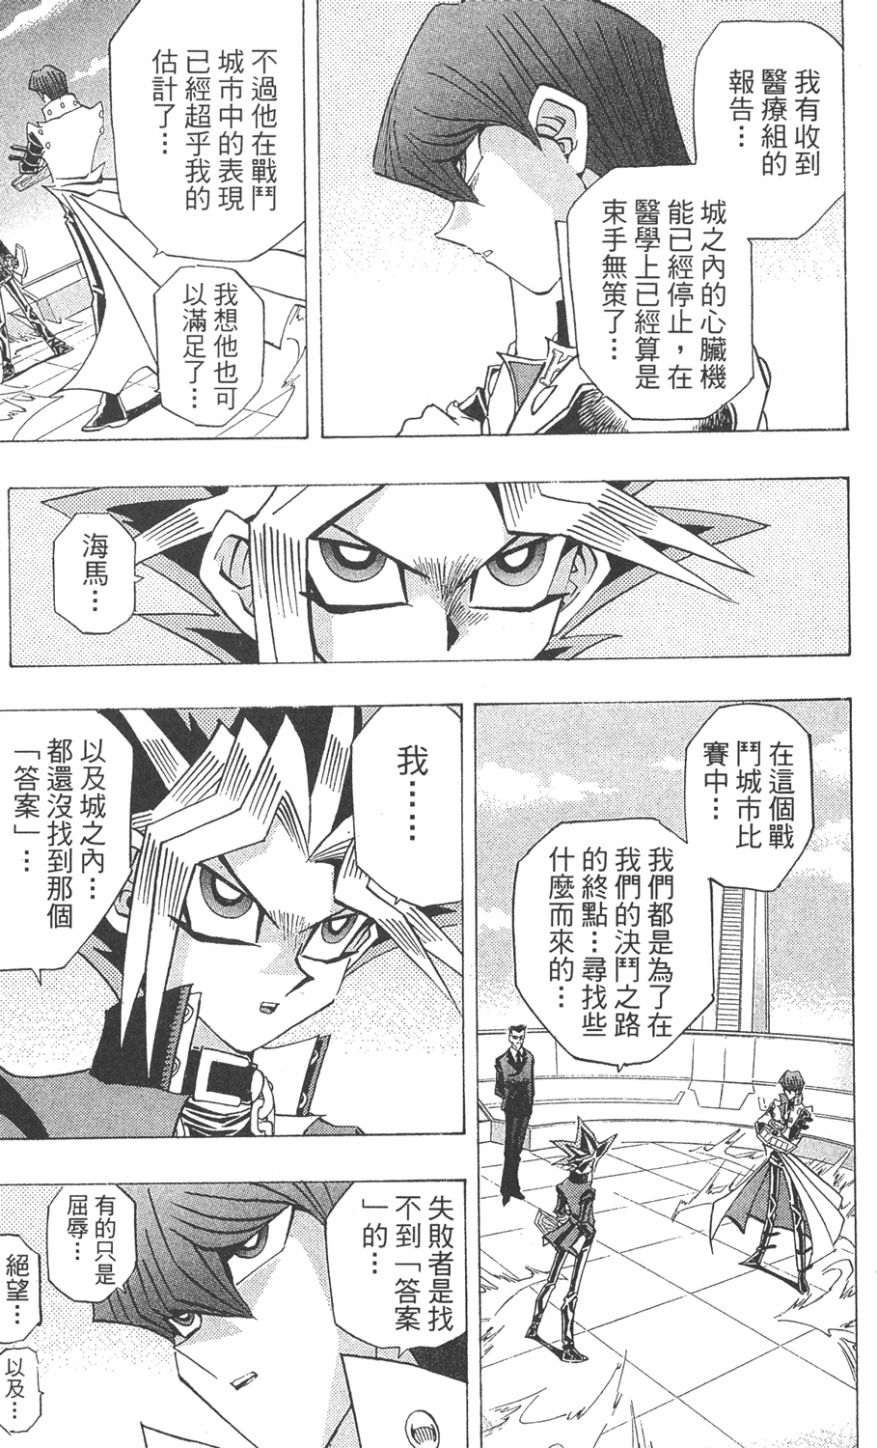 我有收到
醫療組的
報告…
城之內的心臟機
能已經停止，在
醫學上已經算是
束手無策了…
不過他在戰鬥
城市中的表現
已經超乎我的
估計了…
我想他也可
以滿足了…
海馬…
在這個戰
鬥城市比
賽中…
我們都是為了在
我們的決鬥之路
的終點…尋找些
什麼而來的…
我……
以及城之內…
都還沒找到那個
「答案」…
失敗者是找
不到「答案
」的…
有的只是
屈辱…
絕望…
以及…